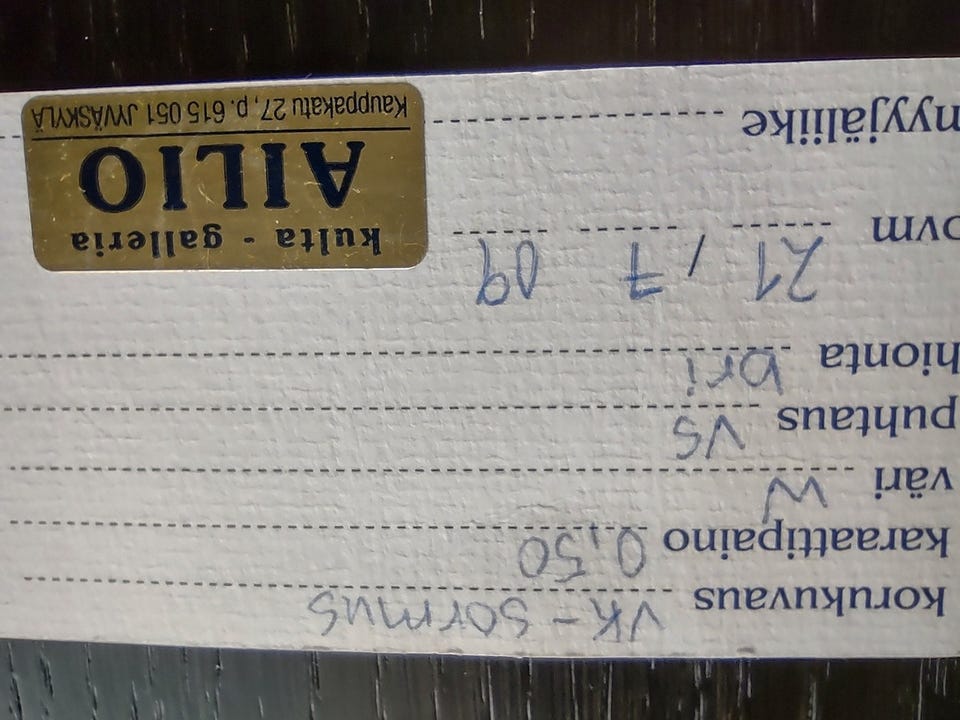 korukuvaus vk-sormus
karaattipaino 0,50
väri W
puhtaus VS
hionta bri
pvm 21 / 7 09
myyjäliike
kulta - galleria
AILIO
Kauppakatu 27, p. 615 051 JYVÄSKYLÄ